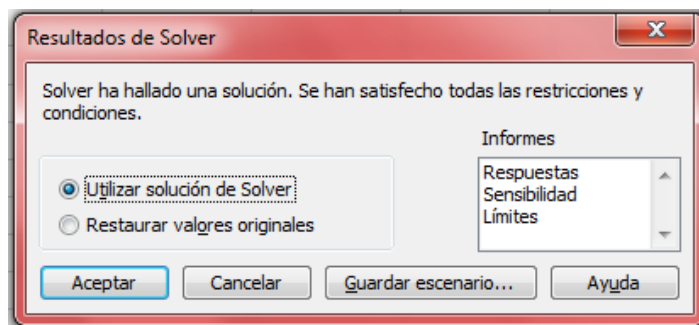 Resultados de Solver
Solver ha hallado una solución. Se han satisfecho todas las restricciones y
condiciones.
Informes
Utilizar solución de Solver
Restaurar valores originales
Respuestas
Sensibilidad
Límites
Aceptar
Cancelar
Guardar escenario...
Ayuda